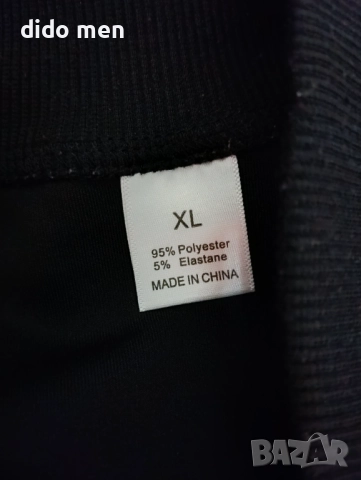 dido men
XL
95% Polyester
5% Elastane
MADE IN CHINA
BAZAR